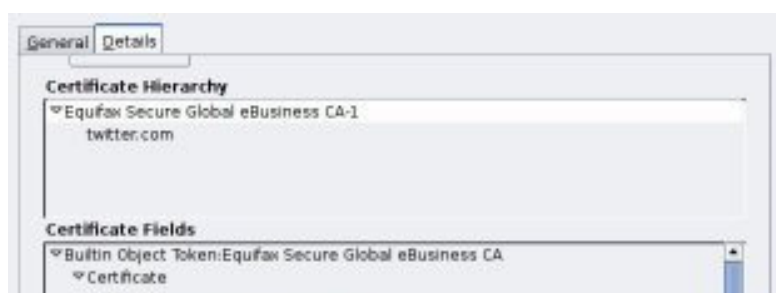 General Details
Certificate Hierarchy
Equifax Secure Global eBusiness CA-1
twitter.com
Certificate Fields
Builtin Object Token:Equifax Secure Global eBusiness CA
Certificate